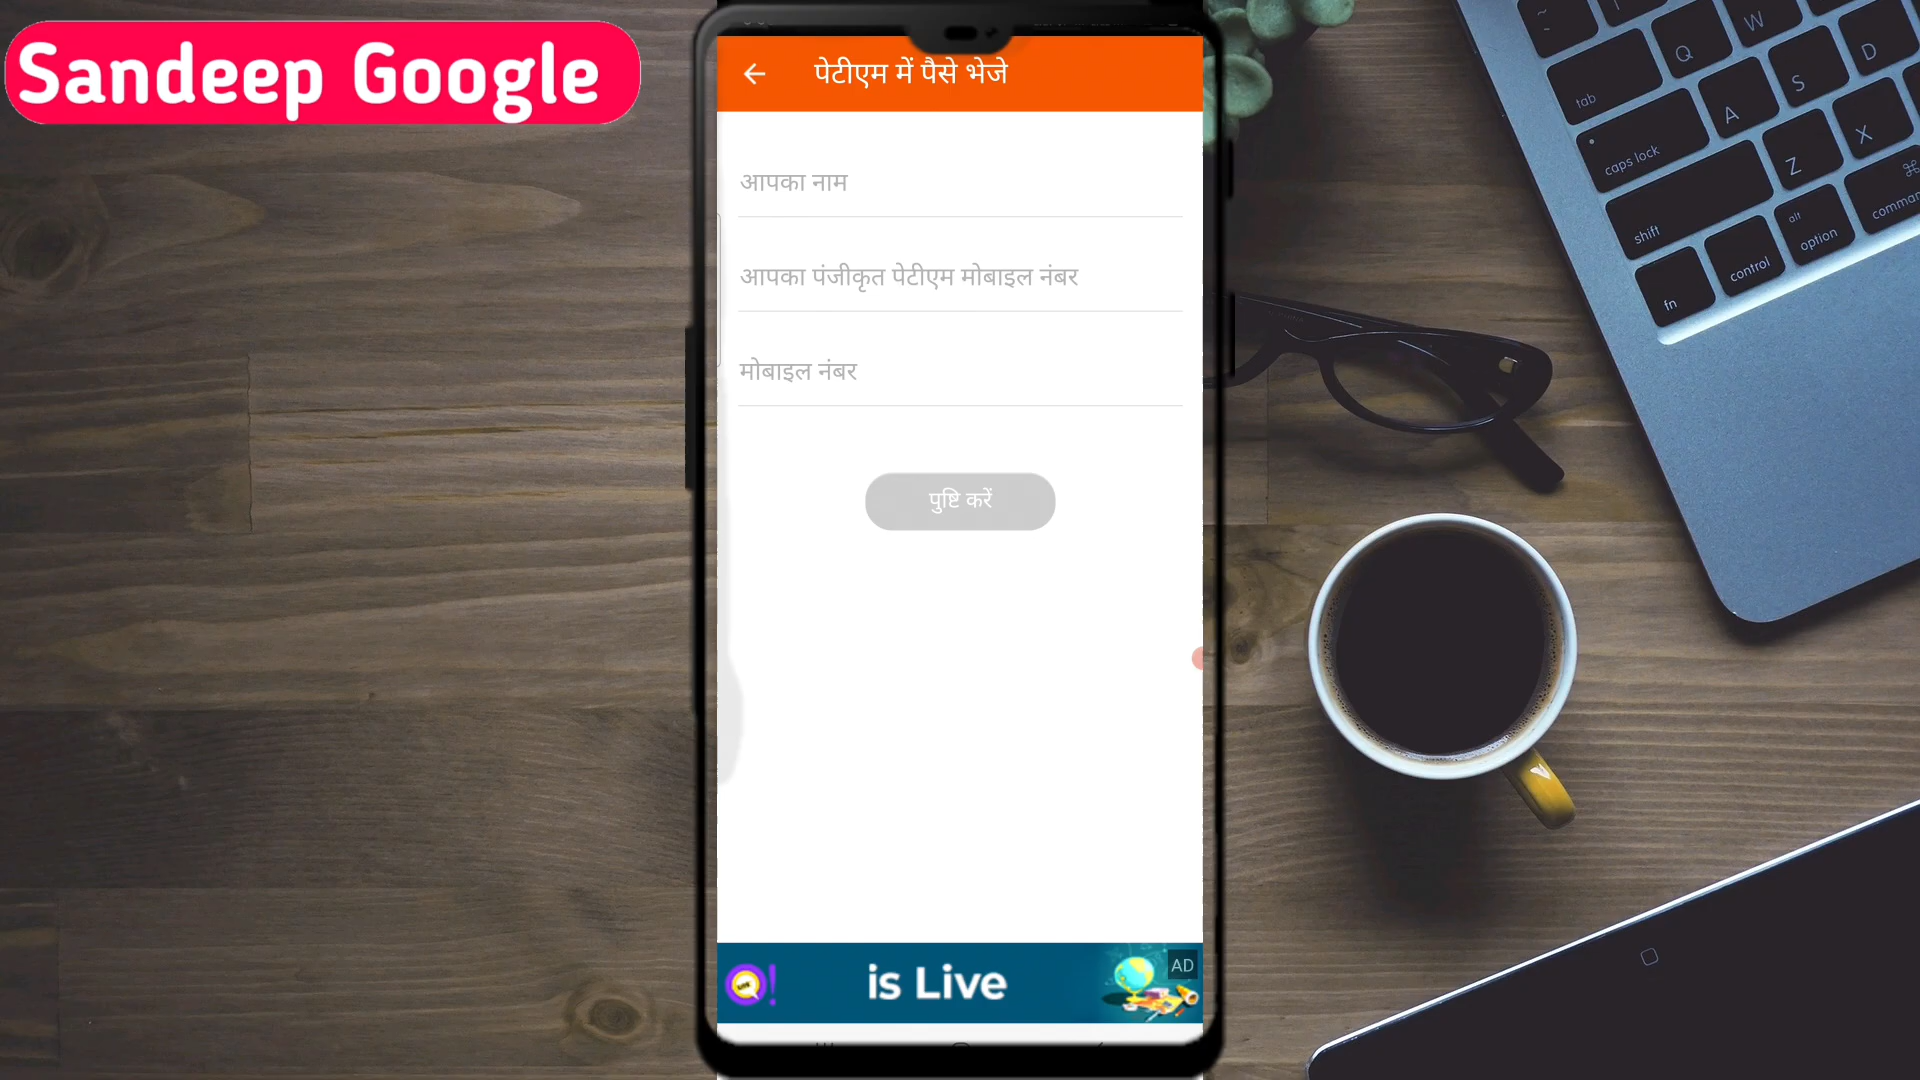 Sandeep Google
पेटीएम में पैसे भेजे
आपका नाम
आपका पंजीकृत पेटीएम मोबाइल नंबर
मोबाइल नंबर
पुष्टि करें
is Live
AD
Q
W
tab
A
S
D
caps lock
Z
X
shift
fn
control
alt
option
⌘